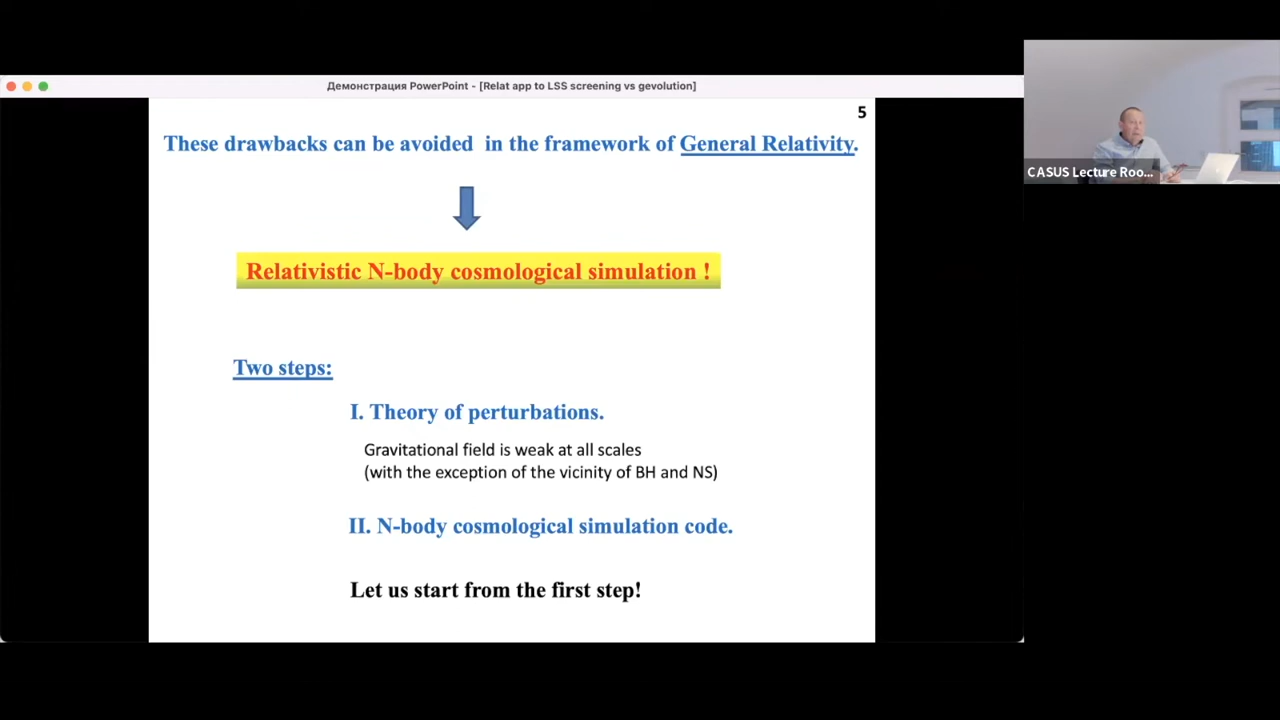 Демонстрация PowerPoint - [Relat app to LSS screening vs gevolution]
5
These drawbacks can be avoided in the framework of General Relativity.
Relativistic N-body cosmological simulation !
Two steps:
I. Theory of perturbations.
Gravitational field is weak at all scales
(with the exception of the vicinity of BH and NS)
II. N-body cosmological simulation code.
Let us start from the first step!
CASUS Lecture Roo...